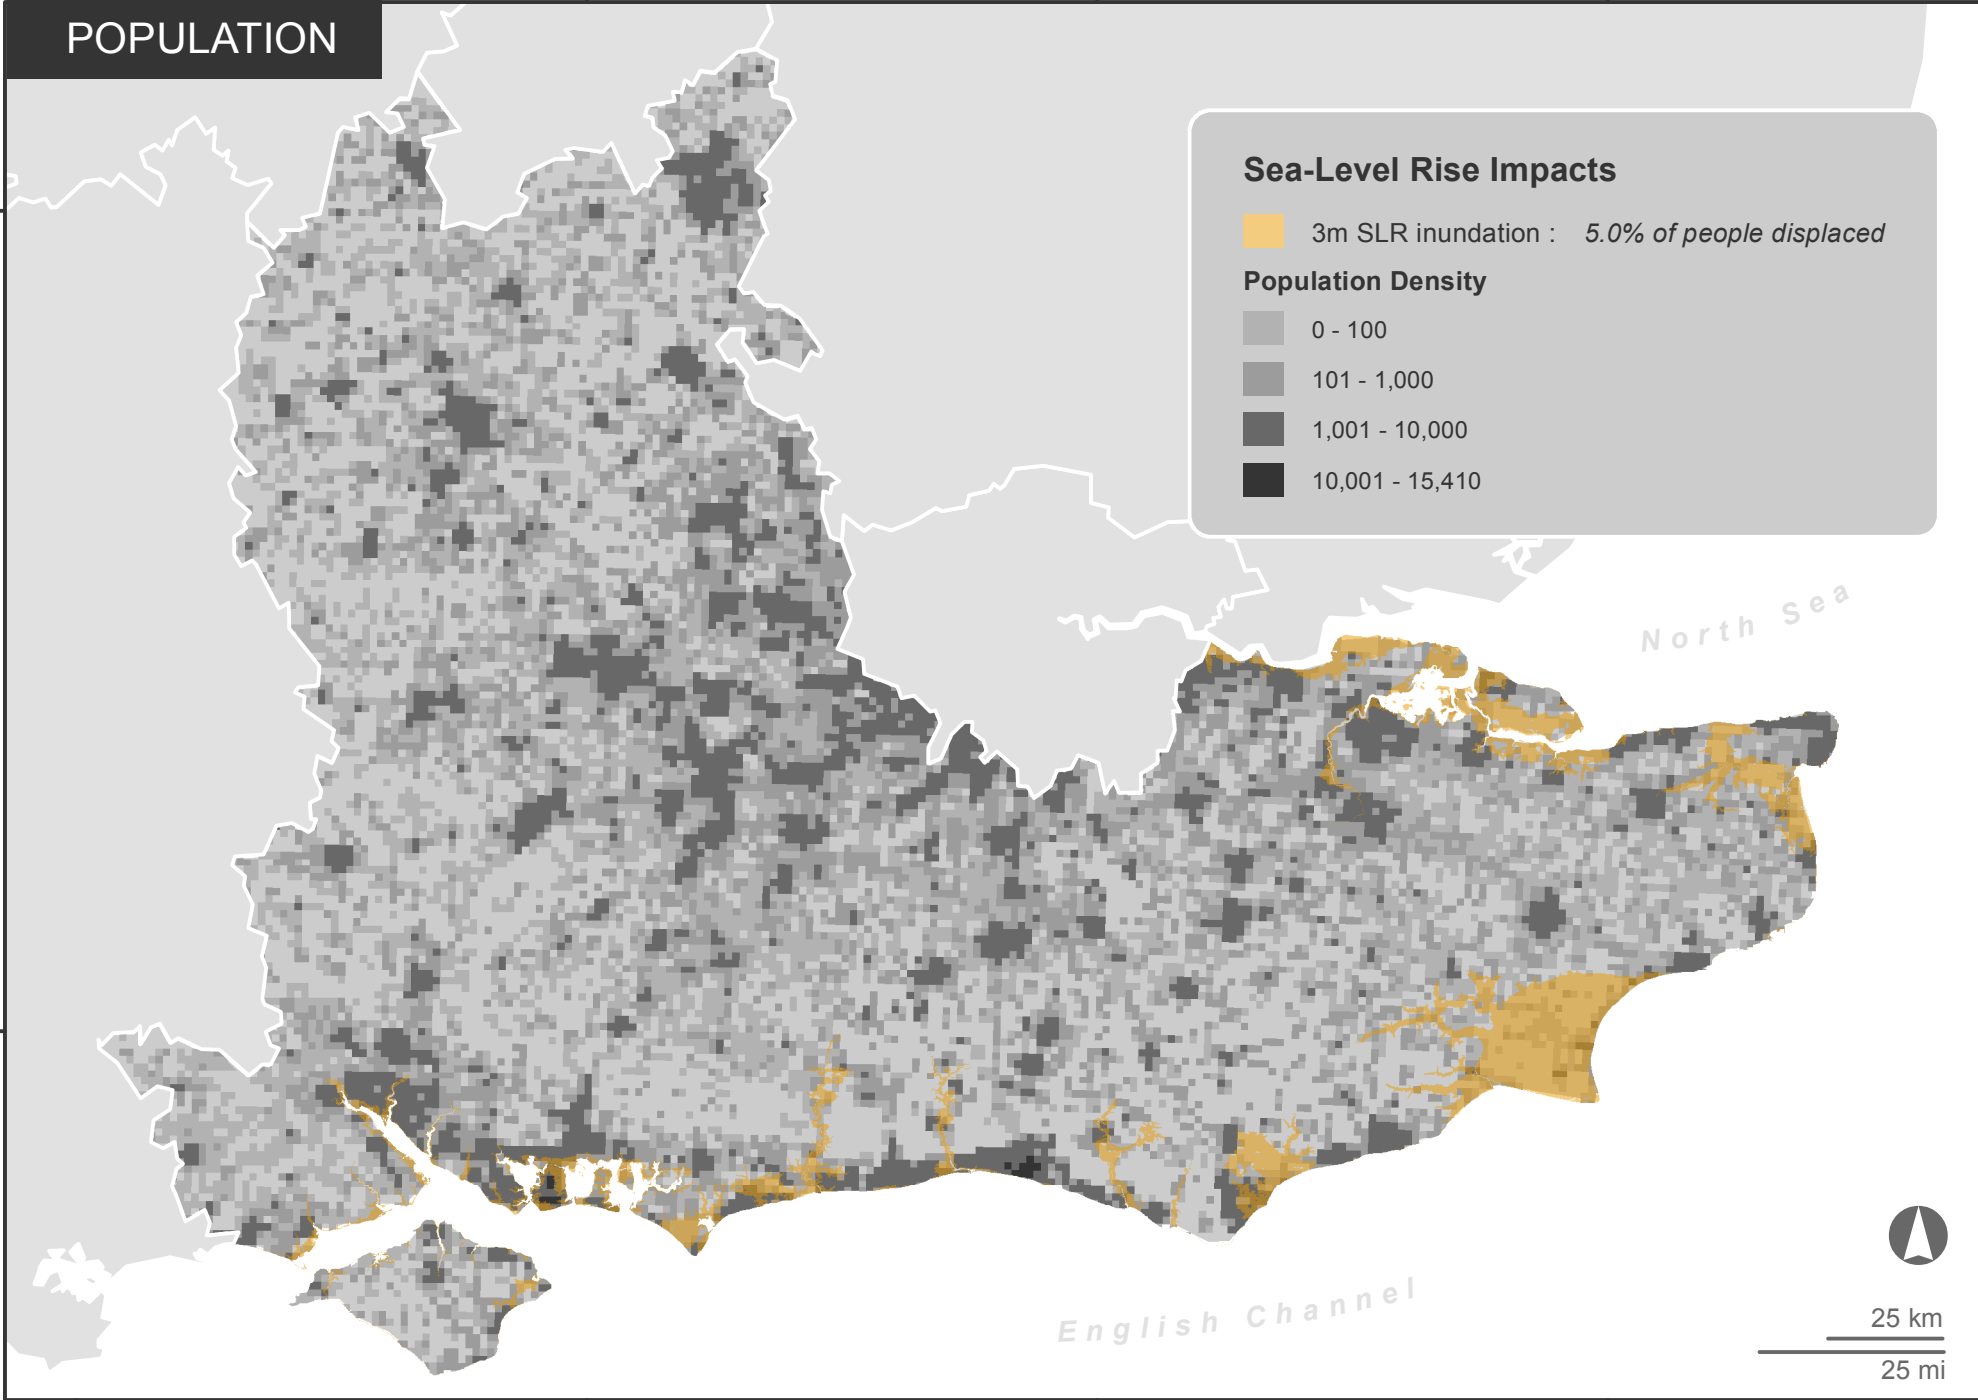 POPULATION
Sea-Level Rise Impacts
3m SLR inundation : 5.0% of people displaced
Population Density
0 - 100
101 - 1,000
1,001 - 10,000
10,001 - 15,410
North Sea
English Channel
25 km
25 mi